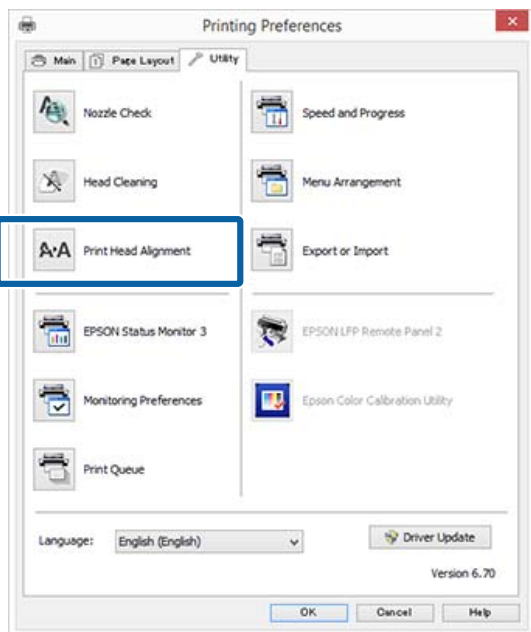 Printing Preferences
Main
Page Layout
Utility
Nozzle Check
Speed and Progress
Head Cleaning
Menu Arrangement
A·A
Print Head Alignment
Export or Import
EPSON Status Monitor 3
EPSON LFP Remote Panel 2
Monitoring Preferences
Epson Color Calibration Utility
Print Queue
Language:
English (English)
Driver Update
Version 6.70
OK
Cancel
Help